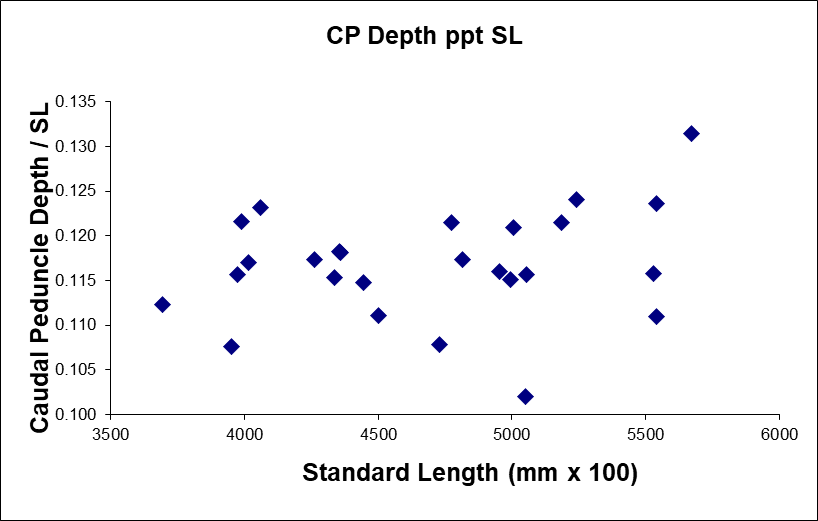 CP Depth ppt SL
Caudal Peduncle Depth / SL
0.135
0.130
0.125
0.120
0.115
0.110
0.105
0.100
3500 4000 4500 5000 5500 6000
Standard Length (mm x 100)